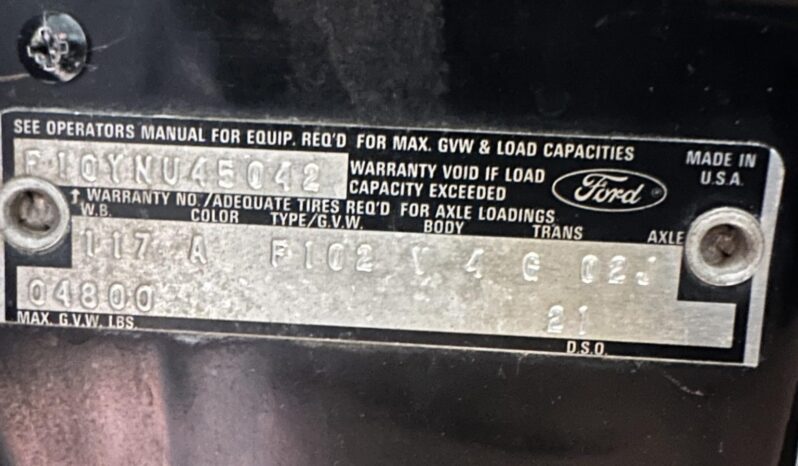 SEE OPERATORS MANUAL FOR EQUIP. REQ'D FOR MAX. GVW & LOAD CAPACITIES
F10YNU45042
WARRANTY VOID IF LOAD
CAPACITY EXCEEDED
Ford
MADE IN
U.S.A.
↑ WARRANTY NO./ADEQUATE TIRES REQ'D FOR AXLE LOADINGS
W.B. COLOR TYPE/G.V.W. BODY TRANS AXLE
117 A F102 4 G 02
04800 21
MAX. G.V.W. LBS. D.S.O.